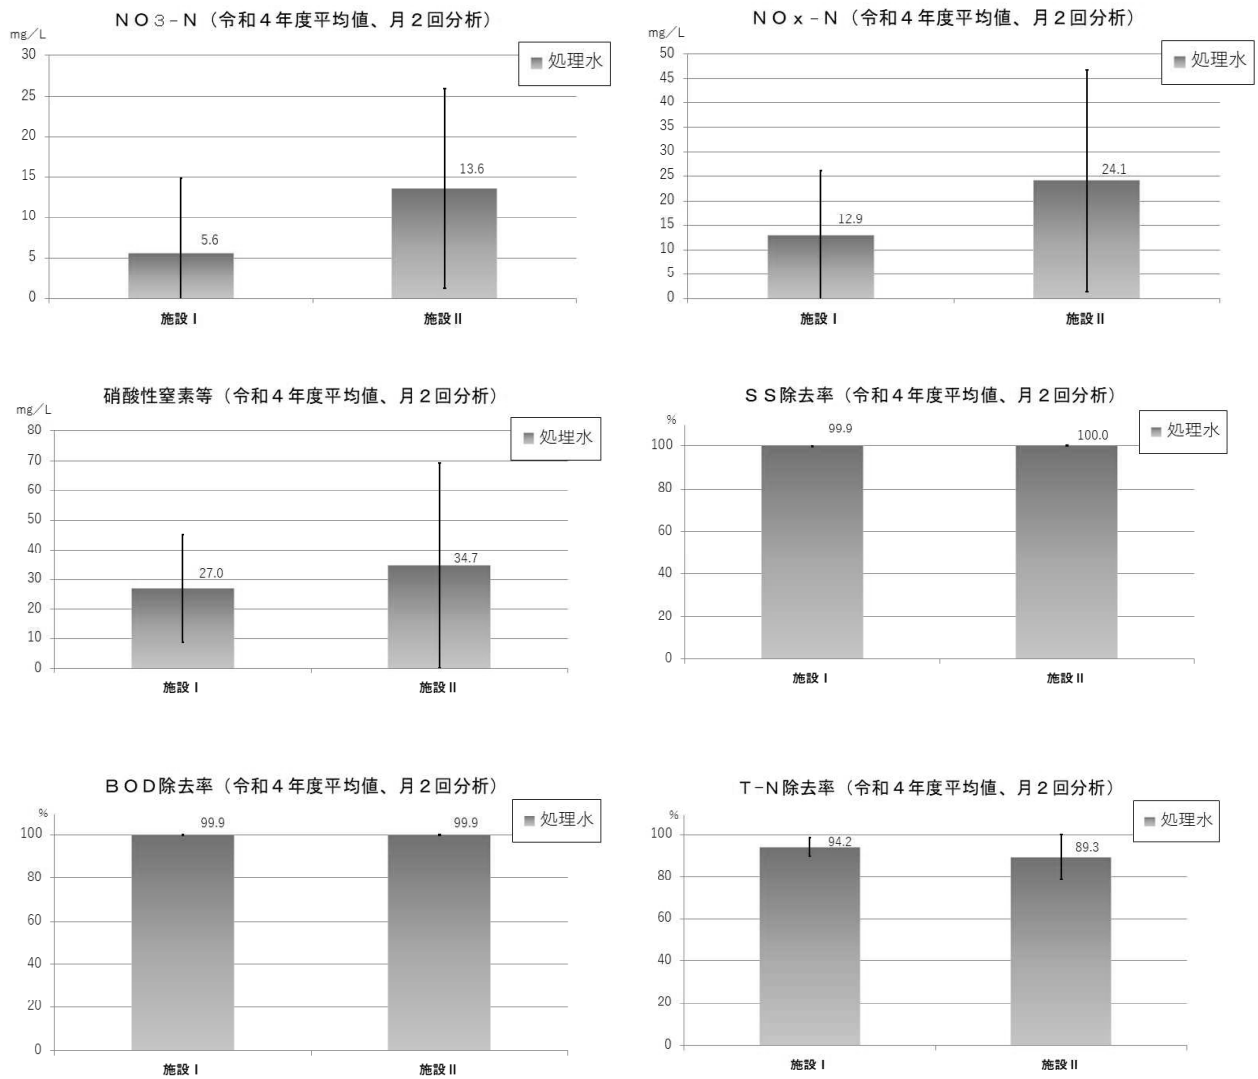 ＮＯ３−Ｎ（令和４年度平均値、月２回分析）
mg／L
処理水
30
25
20
15
10
5
0
5.6
13.6
施設Ⅰ
施設Ⅱ
ＮＯｘ−Ｎ（令和４年度平均値、月２回分析）
mg／L
処理水
50
45
40
35
30
25
20
15
10
5
0
12.9
24.1
施設Ⅰ
施設Ⅱ
硝酸性窒素等（令和４年度平均値、月２回分析）
mg／L
処理水
80
70
60
50
40
30
20
10
0
27.0
34.7
施設Ⅰ
施設Ⅱ
ＳＳ除去率（令和４年度平均値、月２回分析）
%
処理水
100
80
60
40
20
0
99.9
100.0
施設Ⅰ
施設Ⅱ
ＢＯＤ除去率（令和４年度平均値、月２回分析）
%
処理水
100
80
60
40
20
0
99.9
99.9
施設Ⅰ
施設Ⅱ
Ｔ−Ｎ除去率（令和４年度平均値、月２回分析）
%
処理水
100
80
60
40
20
0
94.2
89.3
施設Ⅰ
施設Ⅱ